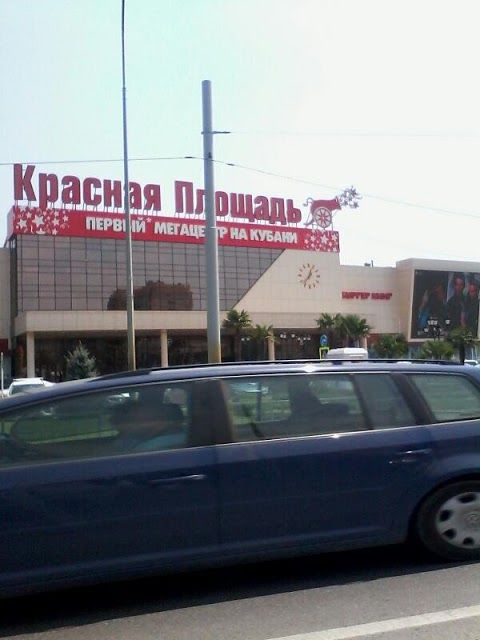 Красная Площадь
ПЕРВЫЙ МЕГАЦЕНТР НА КУБАНИ